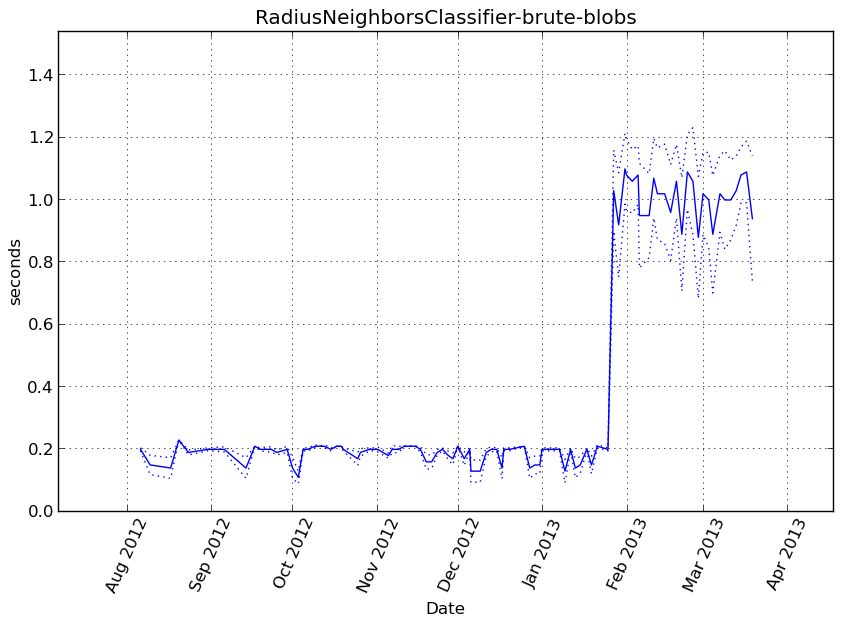 RadiusNeighborsClassifier-brute-blobs
1.4
1.2
1.0
0.8
0.6
0.4
0.2
0.0
seconds
Aug 2012
Sep 2012
Oct 2012
Nov 2012
Dec 2012
Jan 2013
Feb 2013
Mar 2013
Apr 2013
Date